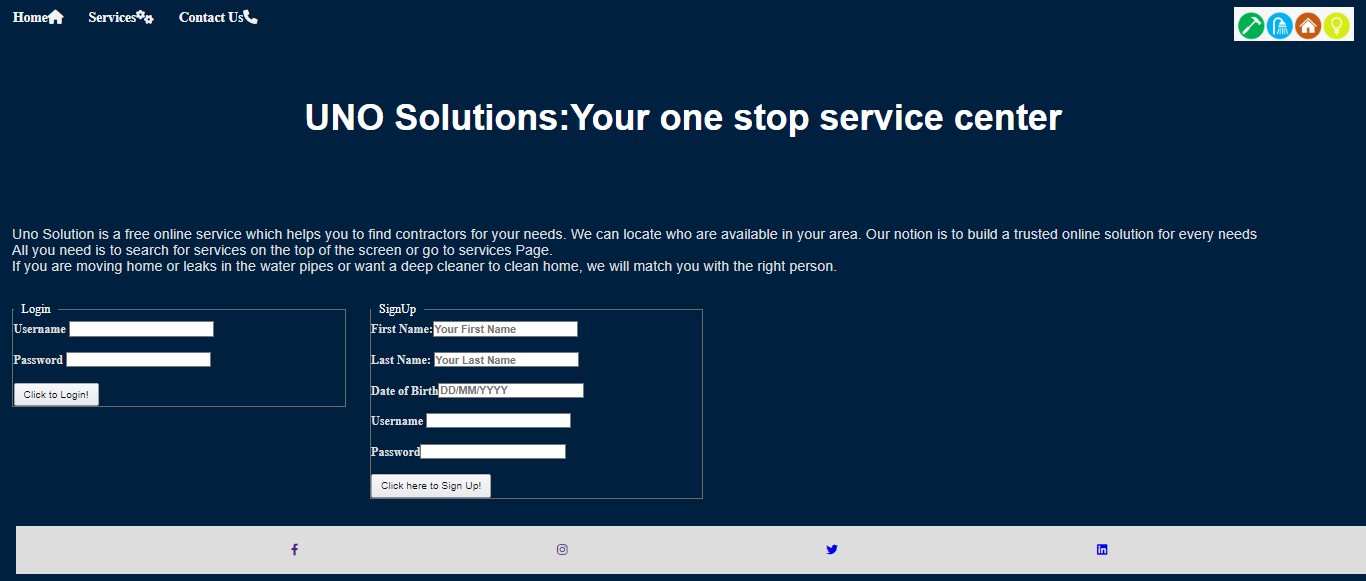 Home Services Contact Us
UNO Solutions:Your one stop service center
Uno Solution is a free online service which helps you to find contractors for your needs. We can locate who are available in your area. Our notion is to build a trusted online solution for every needs
All you need is to search for services on the top of the screen or go to services Page.
If you are moving home or leaks in the water pipes or want a deep cleaner to clean home, we will match you with the right person.
Login
Username
Password
Click to Login!
SignUp
First Name: Your First Name
Last Name: Your Last Name
Date of Birth DD/MM/YYYY
Username
Password
Click here to Sign Up!